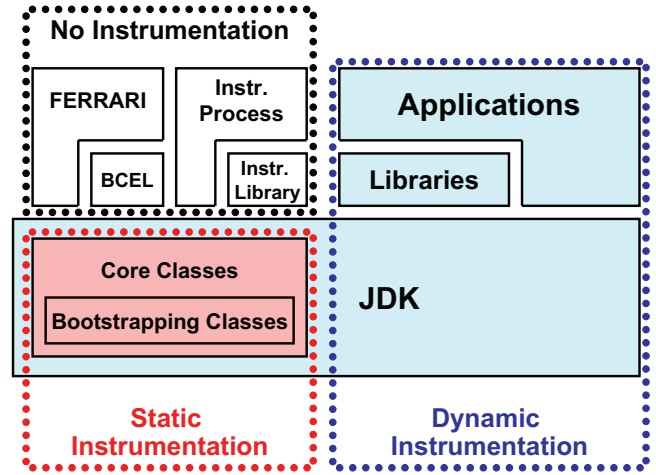 No Instrumentation
FERRARI
Instr.
Process
BCEL
Instr.
Library
Applications
Libraries
Core Classes
Bootstrapping Classes
JDK
Static
Instrumentation
Dynamic
Instrumentation